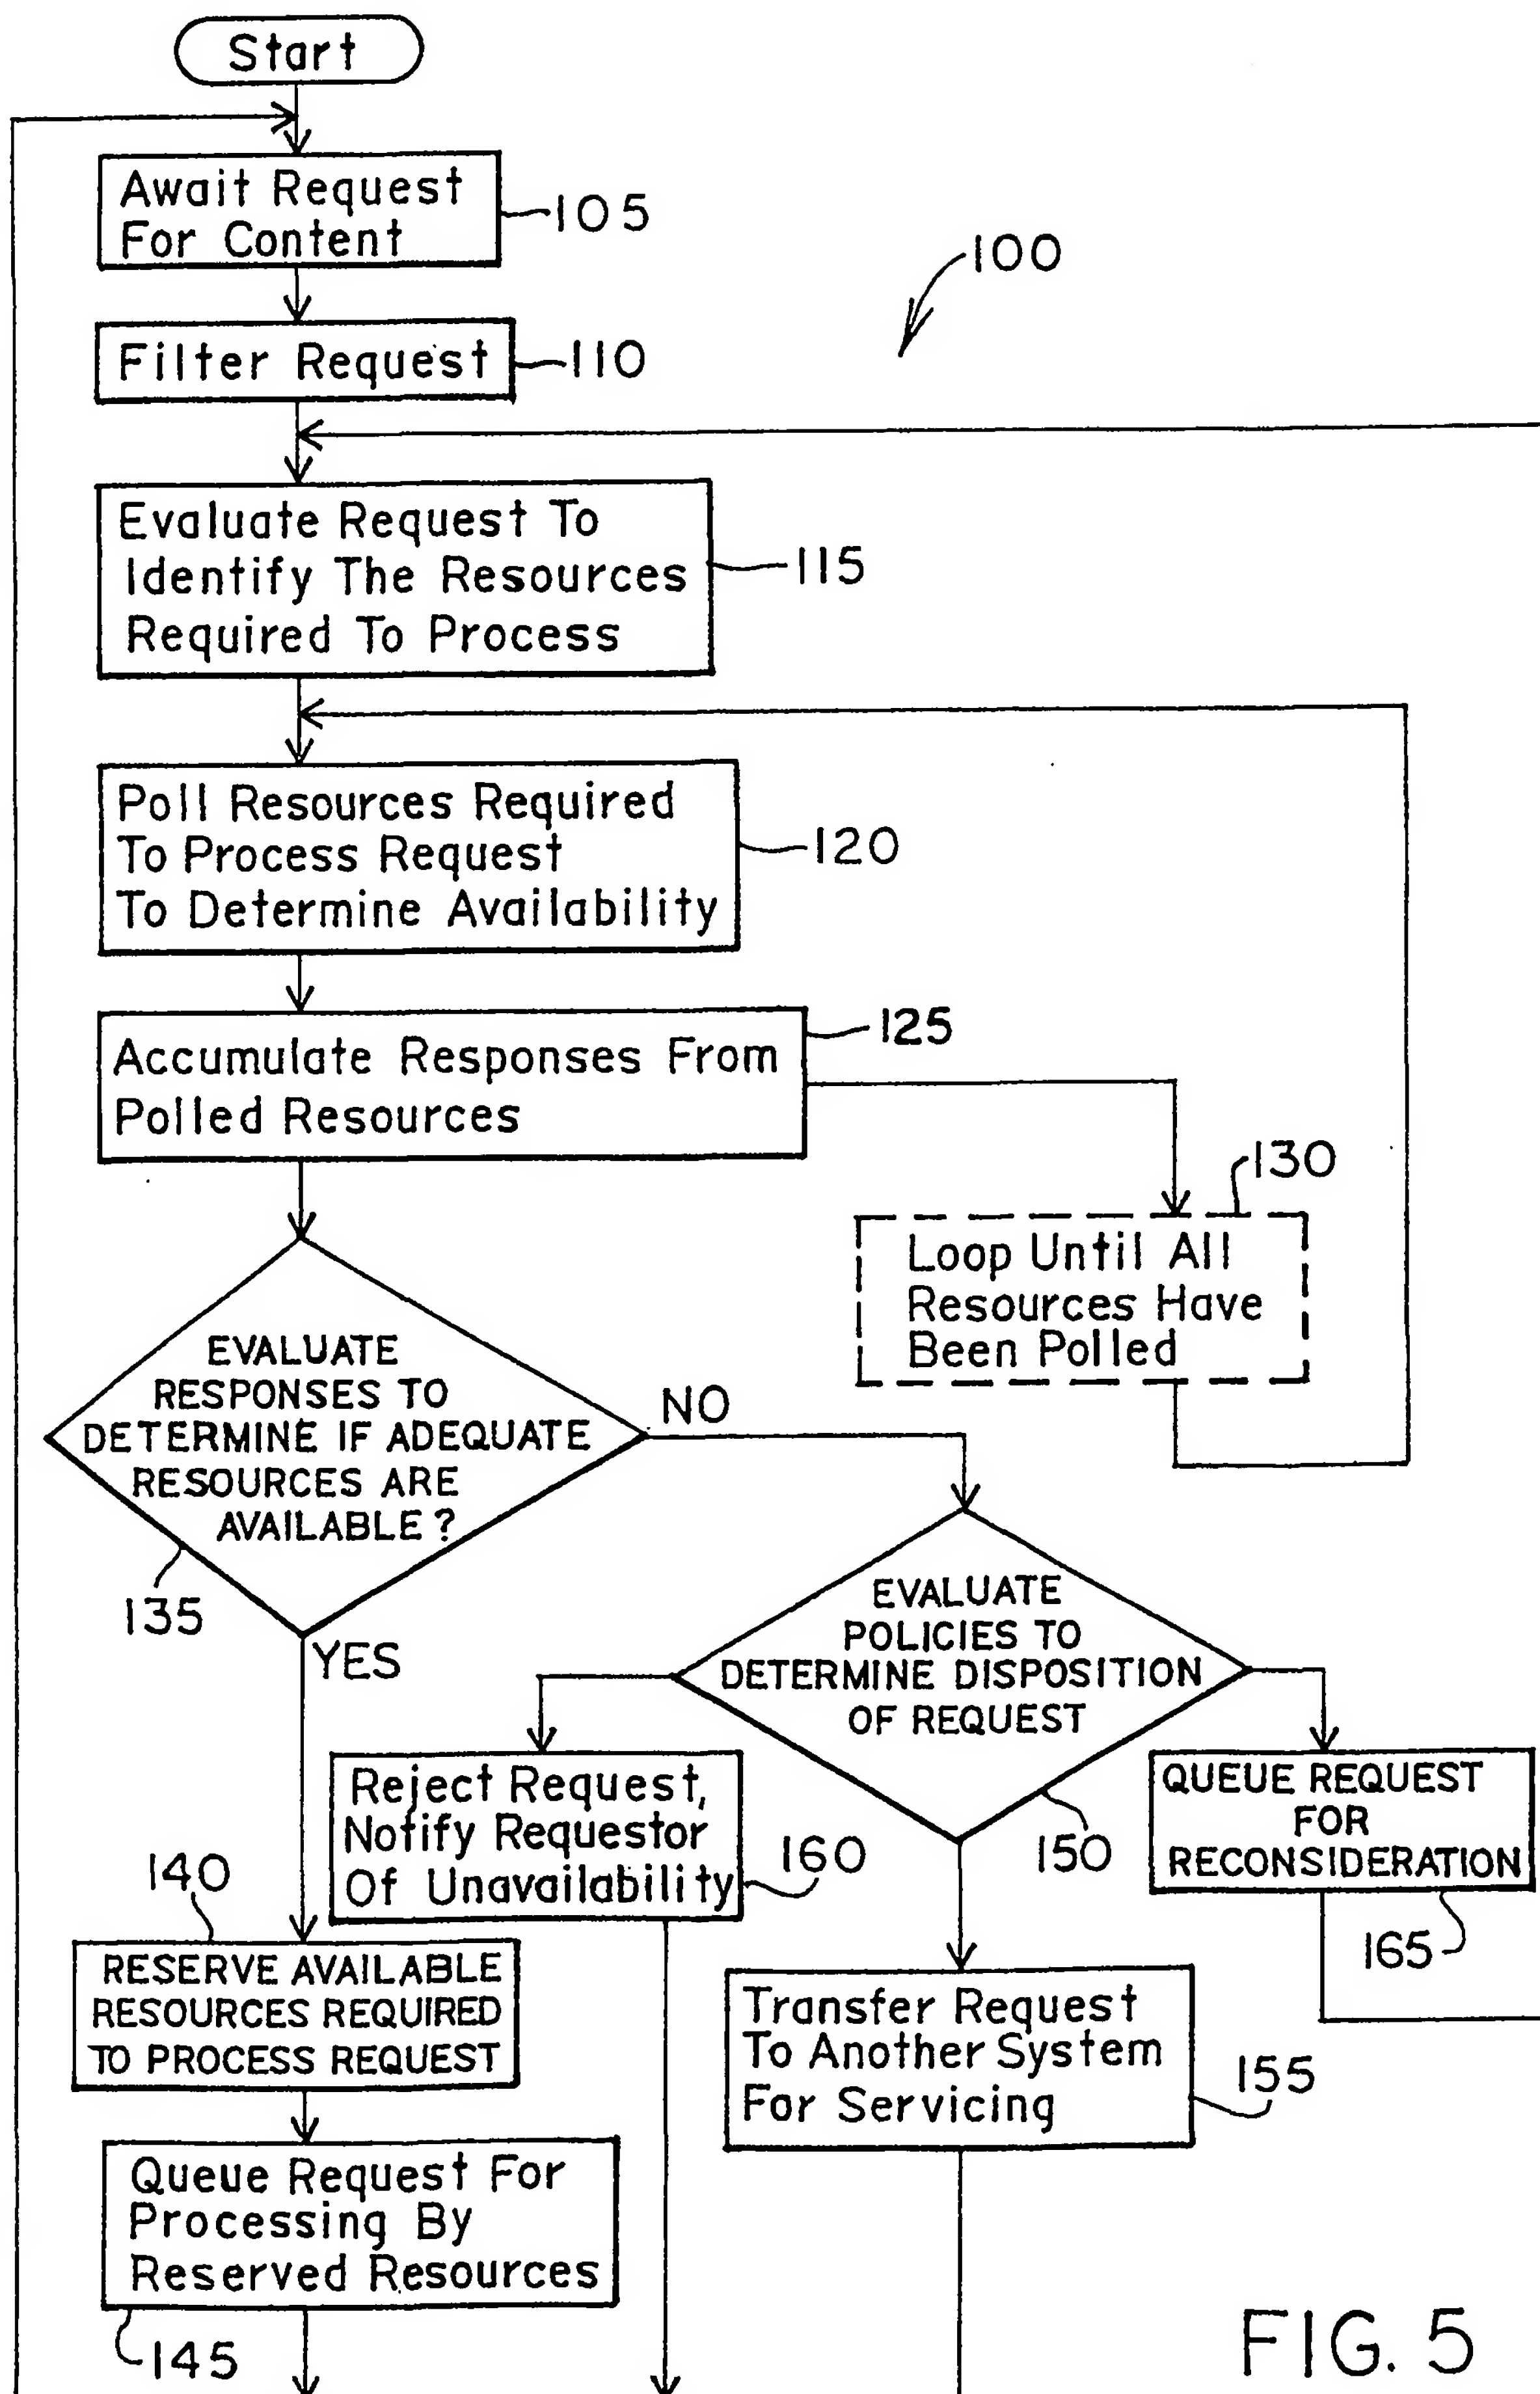 Start
Await Request
For Content
105
100
Filter Request
110
Evaluate Request To
Identify The Resources
Required To Process
115
Poll Resources Required
To Process Request
To Determine Availability
120
Accumulate Responses From
Polled Resources
125
130
Loop Until All
Resources Have
Been Polled
EVALUATE
RESPONSES TO
DETERMINE IF ADEQUATE
RESOURCES ARE
AVAILABLE?
NO
135
YES
EVALUATE
POLICIES TO
DETERMINE DISPOSITION
OF REQUEST
150
Reject Request,
Notify Requestor
Of Unavailability
160
QUEUE REQUEST
FOR
RECONSIDERATION
165
140
RESERVE AVAILABLE
RESOURCES REQUIRED
TO PROCESS REQUEST
Transfer Request
To Another System
For Servicing
155
Queue Request For
Processing By
Reserved Resources
145
FIG. 5